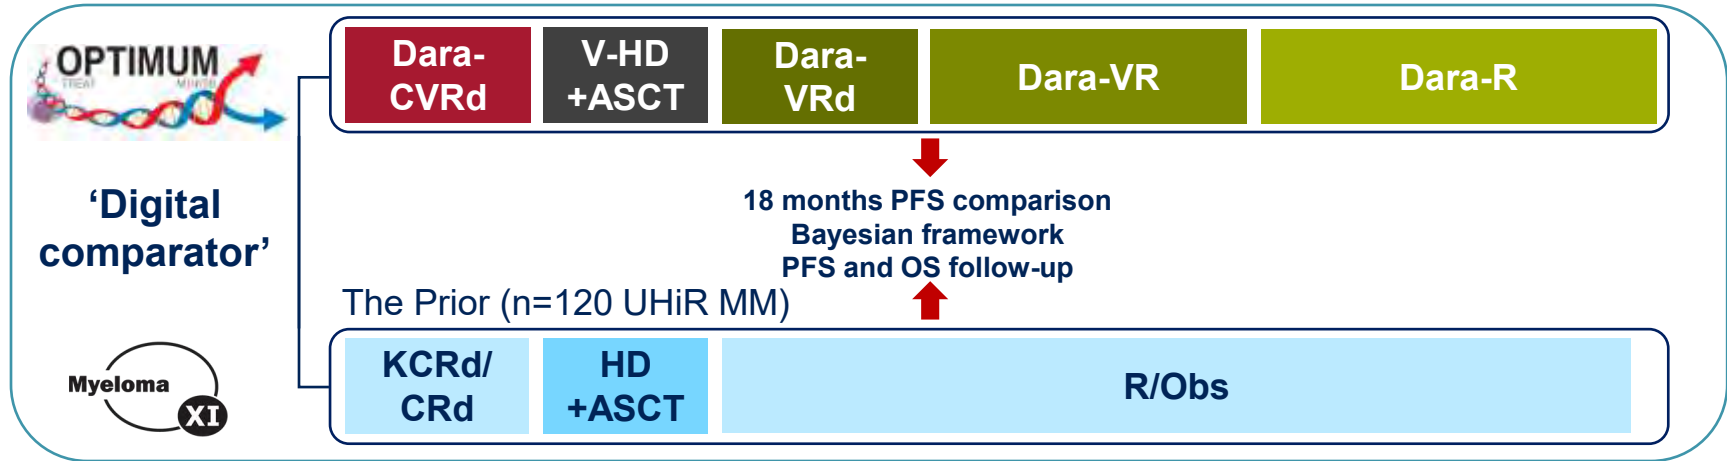 OPTIMUM
TREAT
Dara-
CVRd
V-HD
+ASCT
Dara-
VRd
Dara-VR
Dara-R
‘Digital
comparator’
18 months PFS comparison
Bayesian framework
PFS and OS follow-up
The Prior (n=120 UHiR MM)
Myeloma
XI
KCRd/
CRd
HD
+ASCT
R/Obs